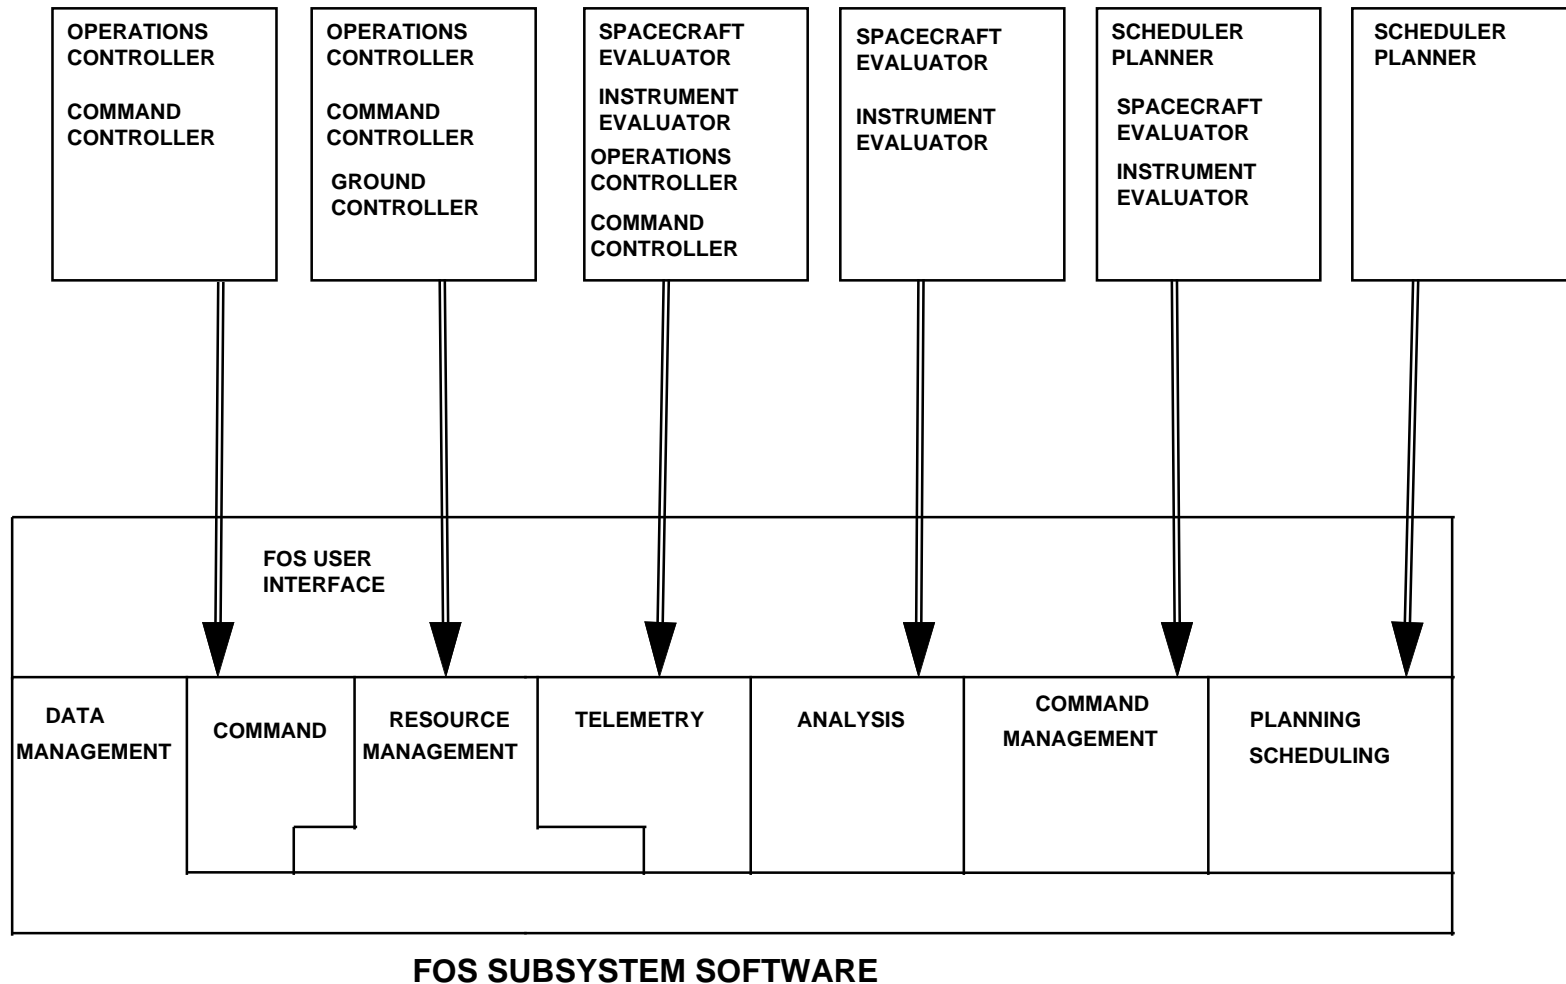 OPERATIONS
CONTROLLER
COMMAND
CONTROLLER
OPERATIONS
CONTROLLER
COMMAND
CONTROLLER
GROUND
CONTROLLER
SPACECRAFT
EVALUATOR
INSTRUMENT
EVALUATOR
OPERATIONS
CONTROLLER
COMMAND
CONTROLLER
SPACECRAFT
EVALUATOR
INSTRUMENT
EVALUATOR
SCHEDULER
PLANNER
SPACECRAFT
EVALUATOR
INSTRUMENT
EVALUATOR
SCHEDULER
PLANNER
FOS USER
INTERFACE
DATA
MANAGEMENT
COMMAND
RESOURCE
MANAGEMENT
TELEMETRY
ANALYSIS
COMMAND
MANAGEMENT
PLANNING
SCHEDULING
FOS SUBSYSTEM SOFTWARE